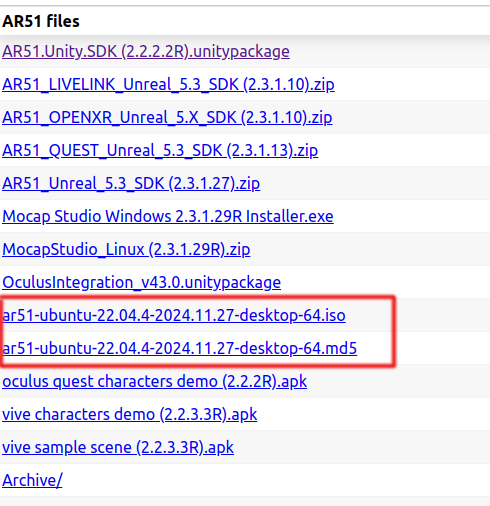 AR51 files
AR51.Unity.SDK (2.2.2.2R).unitypackage
AR51_LIVELINK_Unreal_5.3_SDK (2.3.1.10).zip
AR51_OPENXR_Unreal_5.X_SDK (2.3.1.10).zip
AR51_QUEST_Unreal_5.3_SDK (2.3.1.13).zip
AR51_Unreal_5.3_SDK (2.3.1.27).zip
Mocap Studio Windows 2.3.1.29R Installer.exe
MocapStudio_Linux (2.3.1.29R).zip
OculusIntegration_v43.0.unitypackage
ar51-ubuntu-22.04.4-2024.11.27-desktop-64.iso
ar51-ubuntu-22.04.4-2024.11.27-desktop-64.md5
oculus quest characters demo (2.2.2R).apk
vive characters demo (2.2.3.3R).apk
vive sample scene (2.2.3.3R).apk
Archive/